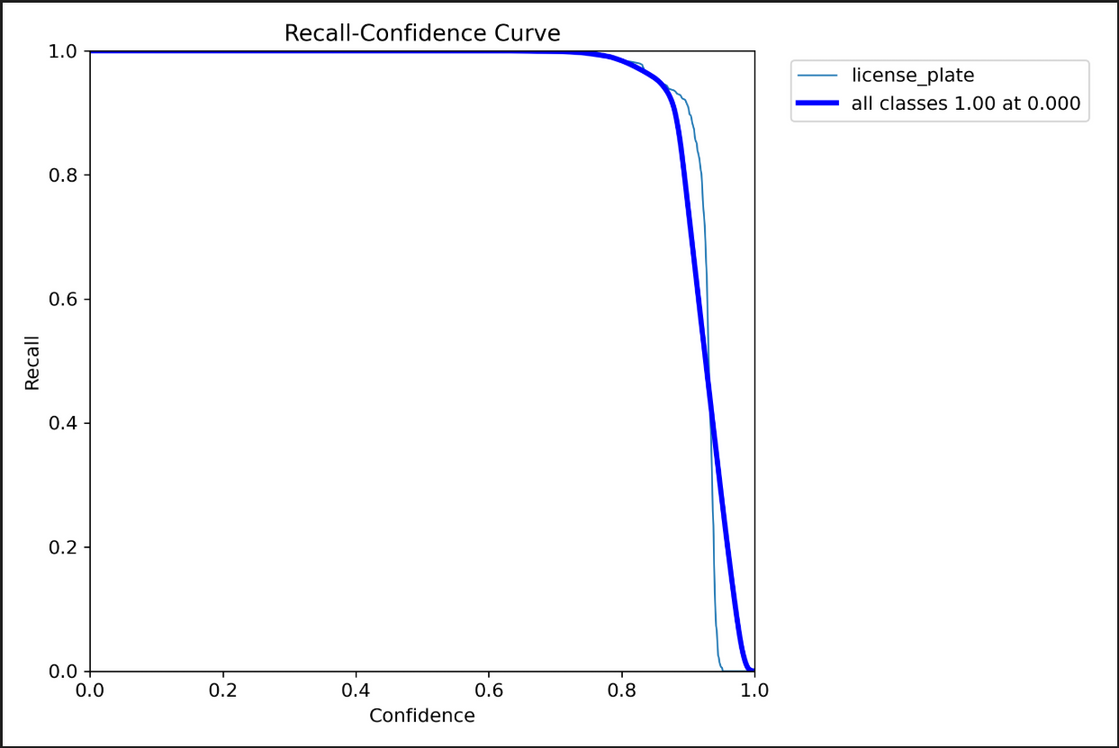 Recall-Confidence Curve
license_plate
all classes 1.00 at 0.000
1.0
0.8
0.6
0.4
0.2
0.0
Recall
0.0 0.2 0.4 0.6 0.8 1.0
Confidence